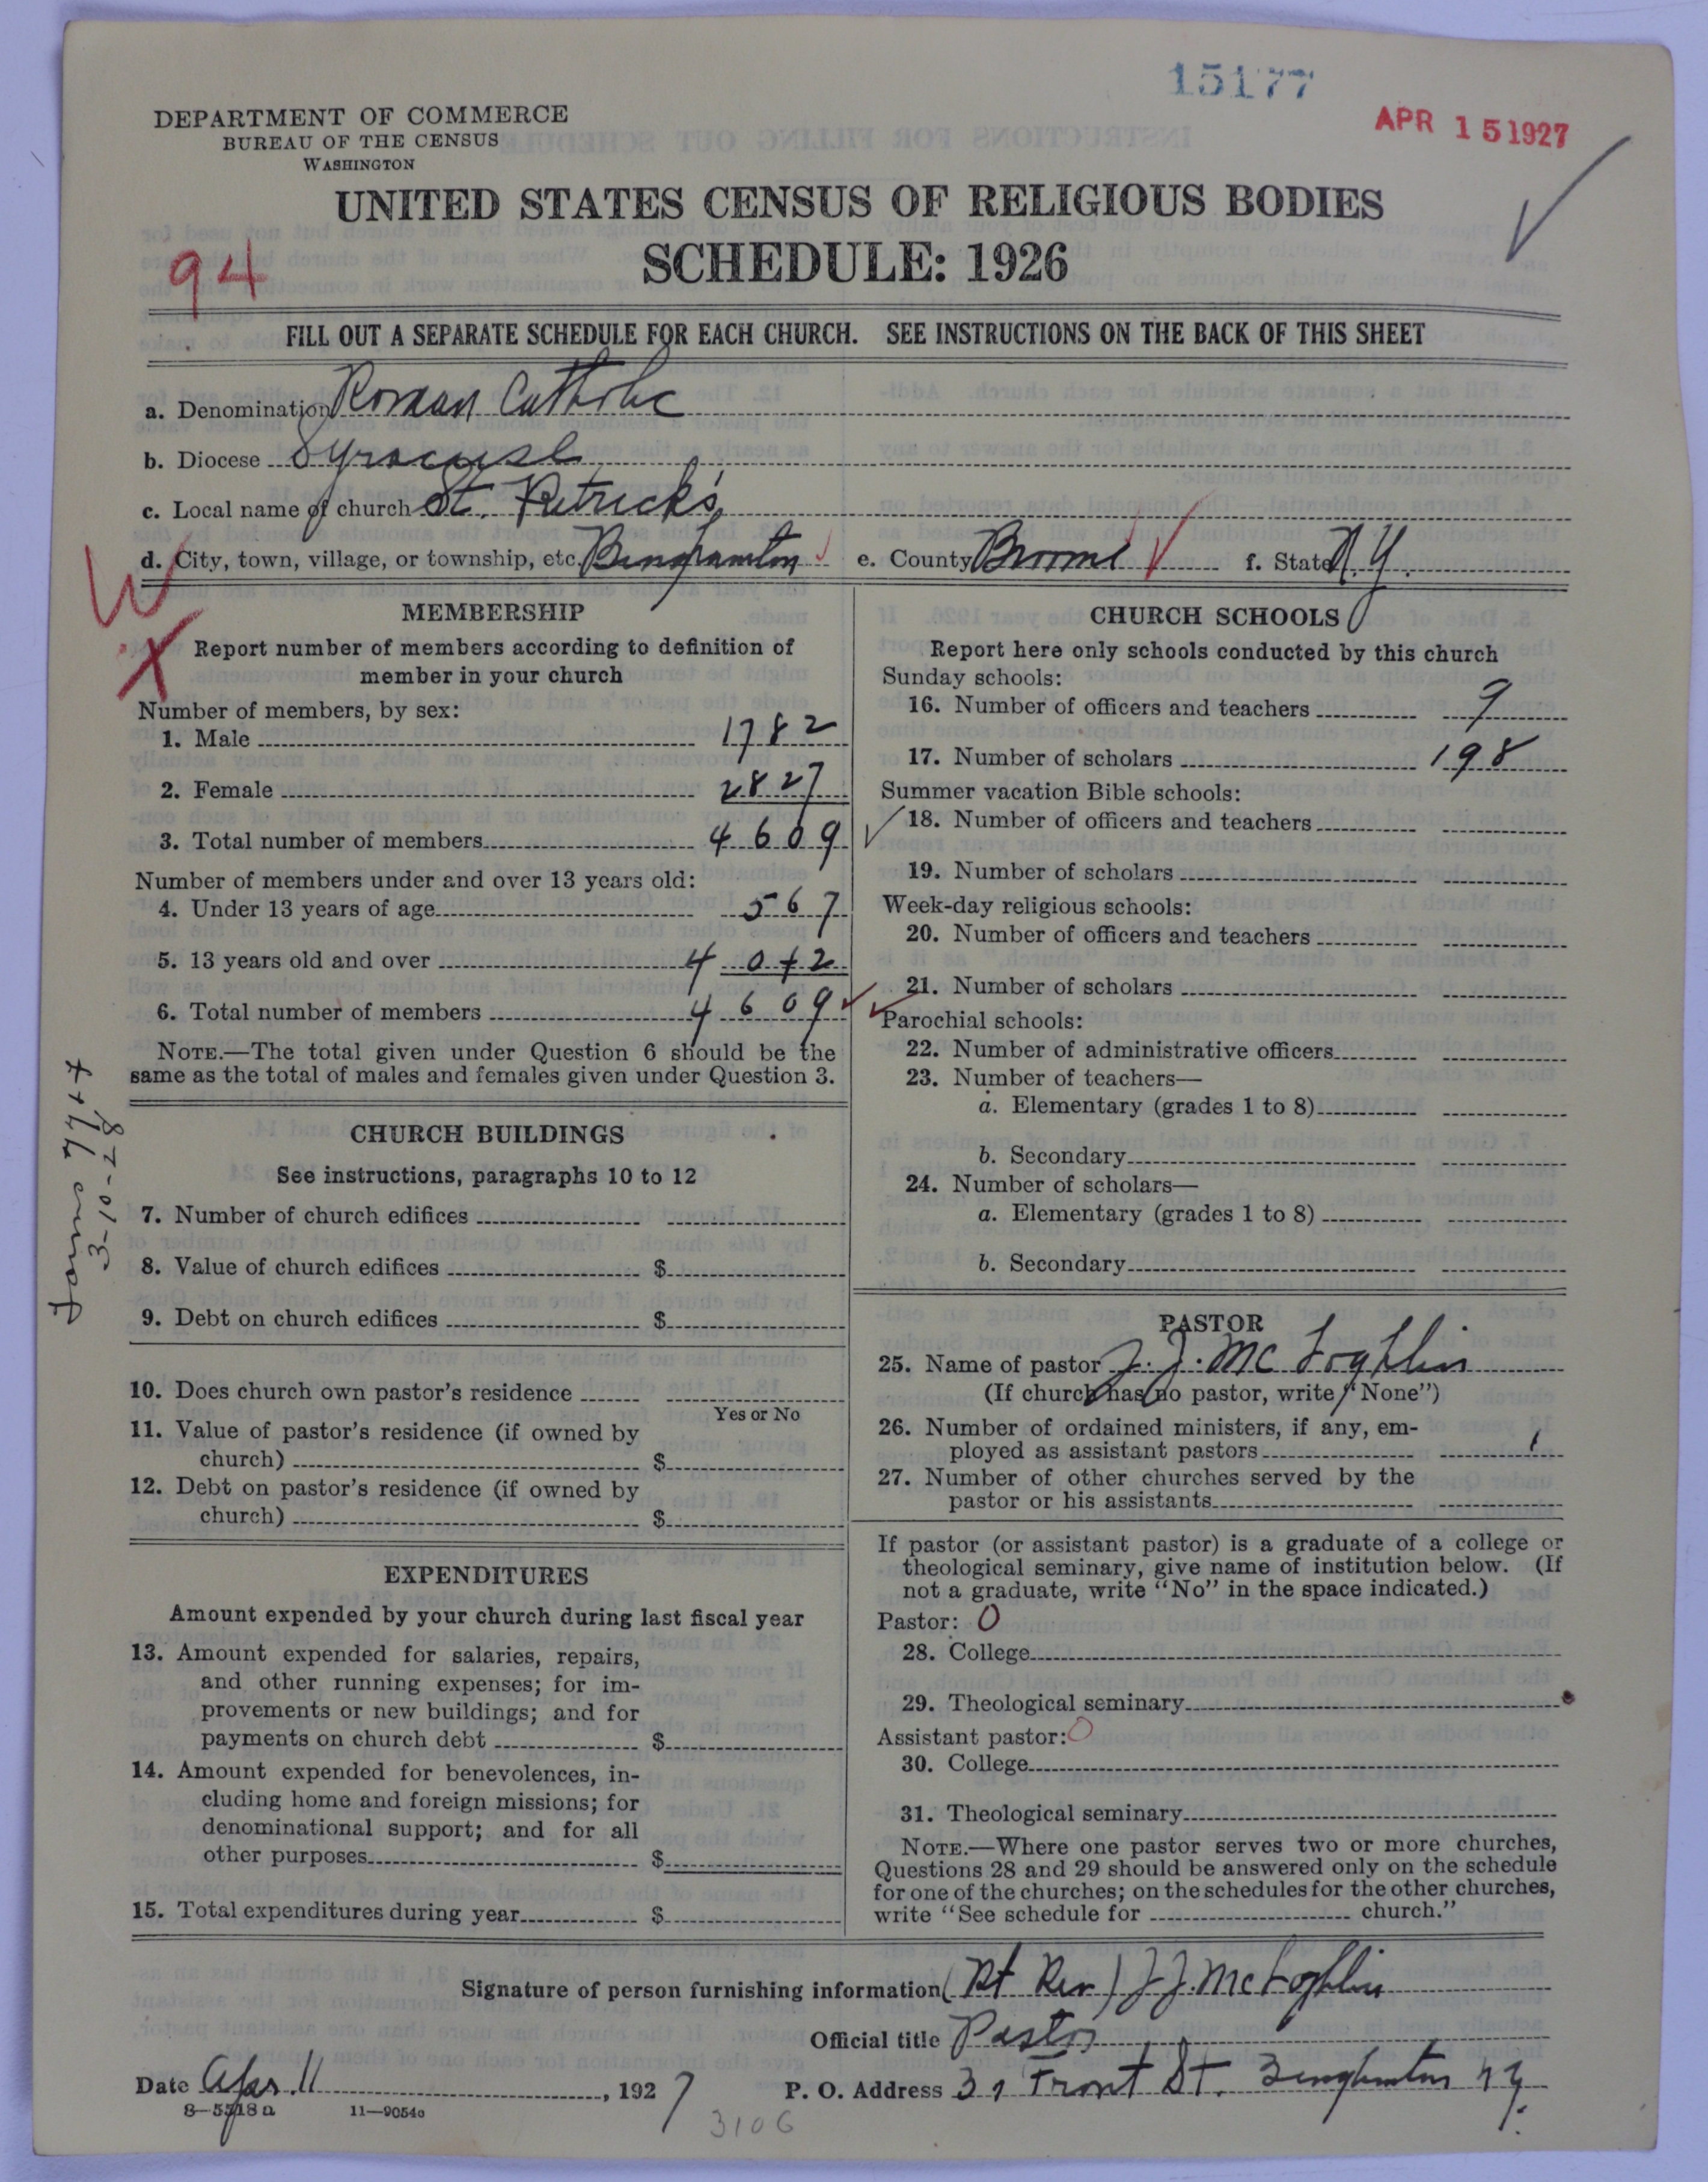 15177
APR 15 1927
DEPARTMENT OF COMMERCE
BUREAU OF THE CENSUS
WASHINGTON
UNITED STATES CENSUS OF RELIGIOUS BODIES
SCHEDULE: 1926
94
FILL OUT A SEPARATE SCHEDULE FOR EACH CHURCH. SEE INSTRUCTIONS ON THE BACK OF THIS SHEET
a. Denomination Roman Catholic
b. Diocese Syracuse
c. Local name of church St. Patrick's
d. City, town, village, or township, etc. Binghamton e. County Broome f. State N.Y.
W
X
MEMBERSHIP
Report number of members according to definition of
member in your church
Number of members, by sex:
1. Male 1782
2. Female 2827
3. Total number of members 4609
Number of members under and over 13 years old:
4. Under 13 years of age 567
5. 13 years old and over
6. Total number of members 4609
NOTE.—The total given under Question 6 should be the
same as the total of males and females given under Question 3.
3-10-28
CHURCH BUILDINGS
See instructions, paragraphs 10 to 12
7. Number of church edifices
8. Value of church edifices $
9. Debt on church edifices $
10. Does church own pastor's residence
Yes or No
11. Value of pastor's residence (if owned by
church) $
12. Debt on pastor's residence (if owned by
church) $
EXPENDITURES
Amount expended by your church during last fiscal year
13. Amount expended for salaries, repairs,
and other running expenses; for im-
provements or new buildings; and for
payments on church debt $
14. Amount expended for benevolences, in-
cluding home and foreign missions; for
denominational support; and for all
other purposes $
15. Total expenditures during year $
CHURCH SCHOOLS
Report here only schools conducted by this church
Sunday schools:
16. Number of officers and teachers 9
17. Number of scholars 198
Summer vacation Bible schools:
18. Number of officers and teachers
19. Number of scholars
Week-day religious schools:
20. Number of officers and teachers
21. Number of scholars
Parochial schools:
22. Number of administrative officers
23. Number of teachers—
a. Elementary (grades 1 to 8)
b. Secondary
24. Number of scholars—
a. Elementary (grades 1 to 8)
b. Secondary
PASTOR
25. Name of pastor J. J. McLoghlin
(If church has no pastor, write "None")
26. Number of ordained ministers, if any, em-
ployed as assistant pastors 1
27. Number of other churches served by the
pastor or his assistants
If pastor (or assistant pastor) is a graduate of a college or
theological seminary, give name of institution below. (If
not a graduate, write "No" in the space indicated.)
Pastor: 0
28. College
29. Theological seminary
Assistant pastor: 0
30. College
31. Theological seminary
NOTE.—Where one pastor serves two or more churches,
Questions 28 and 29 should be answered only on the schedule
for one of the churches; on the schedules for the other churches,
write "See schedule for church."
Signature of person furnishing information (Rt Rev) J J. McLoghlin
Official title Pastor
Date Apr. 11, 1927 P. O. Address Front St. Binghamton N.Y.
8-5518a 11-9054a
3106